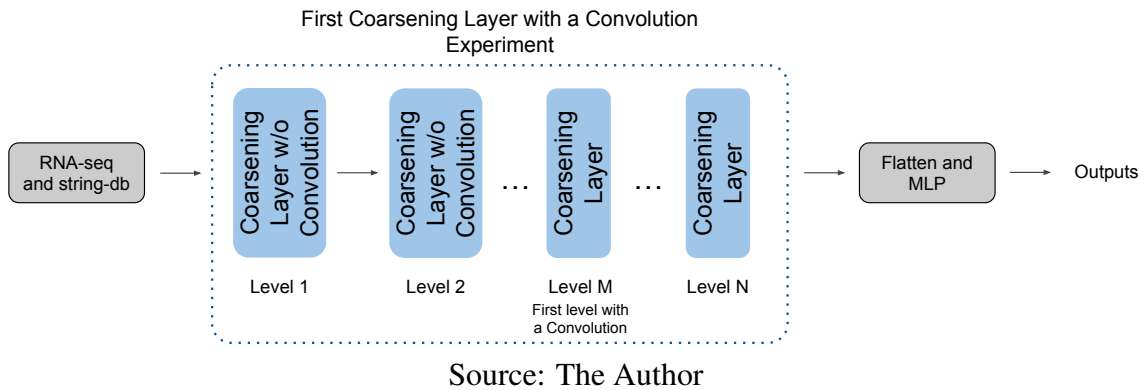 First Coarsening Layer with a Convolution
Experiment
RNA-seq
and string-db
Coarsening
Layer w/o
Convolution
Level 1
Coarsening
Layer w/o
Convolution
Level 2
...
Coarsening
Layer
Level M
First level with
a Convolution
...
Coarsening
Layer
Level N
Flatten and
MLP
Outputs
Source: The Author